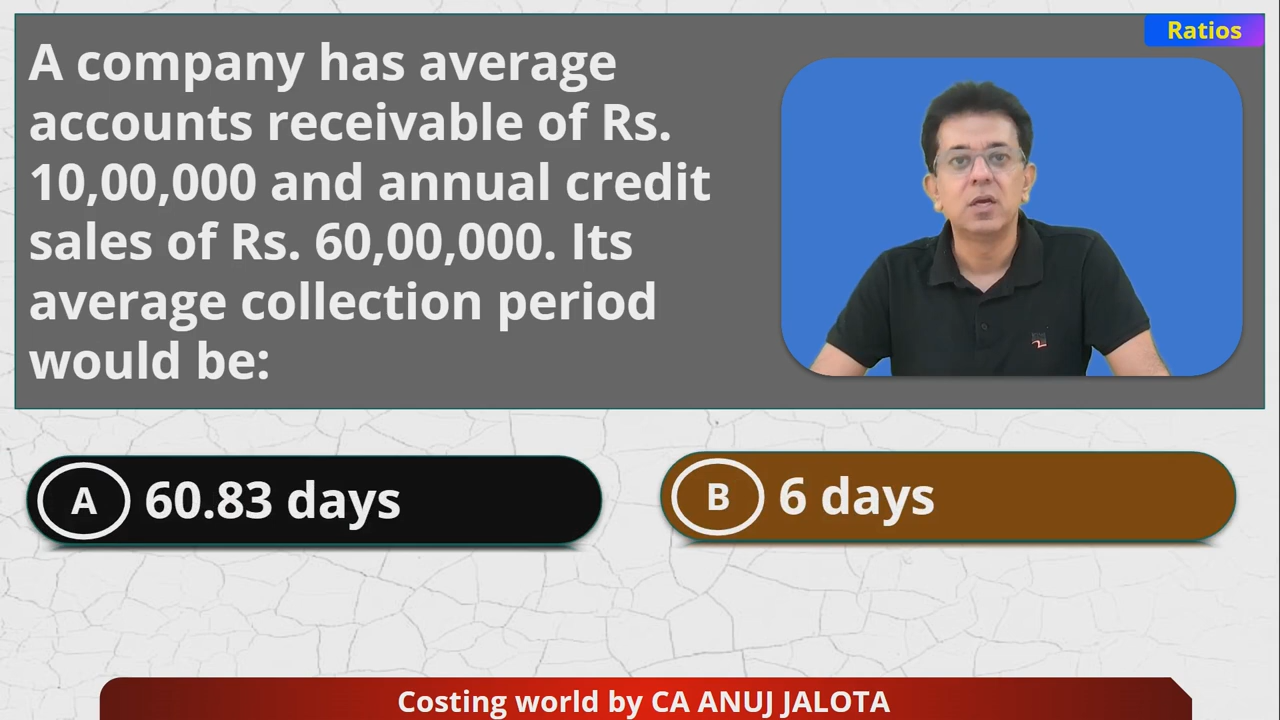 Ratios
A company has average
accounts receivable of Rs.
10,00,000 and annual credit
sales of Rs. 60,00,000. Its
average collection period
would be:
A 60.83 days
B 6 days
Costing world by CA ANUJ JALOTA